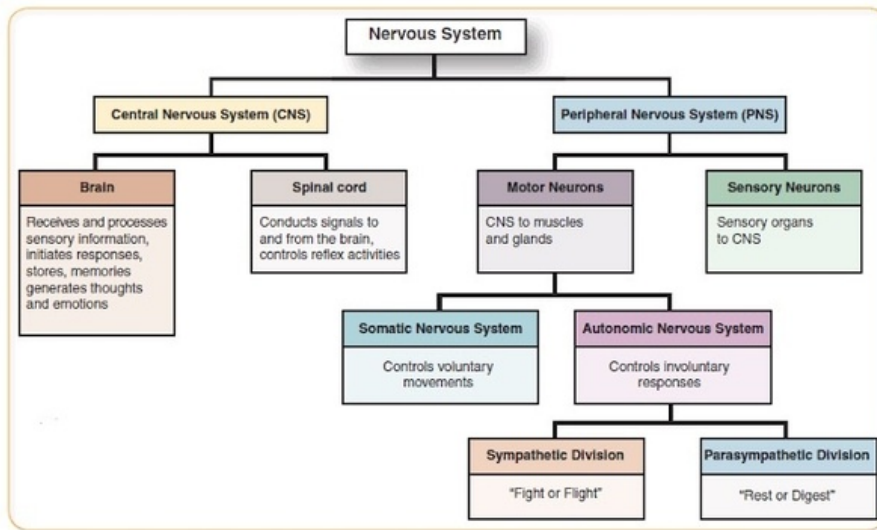 Nervous System
Central Nervous System (CNS)
Peripheral Nervous System (PNS)
Brain
Receives and processes
sensory information,
initiates responses,
stores, memories
generates thoughts
and emotions
Spinal cord
Conducts signals to
and from the brain,
controls reflex activities
Motor Neurons
CNS to muscles
and glands
Sensory Neurons
Sensory organs
to CNS
Somatic Nervous System
Controls voluntary
movements
Autonomic Nervous System
Controls involuntary
responses
Sympathetic Division
“Fight or Flight”
Parasympathetic Division
“Rest or Digest”